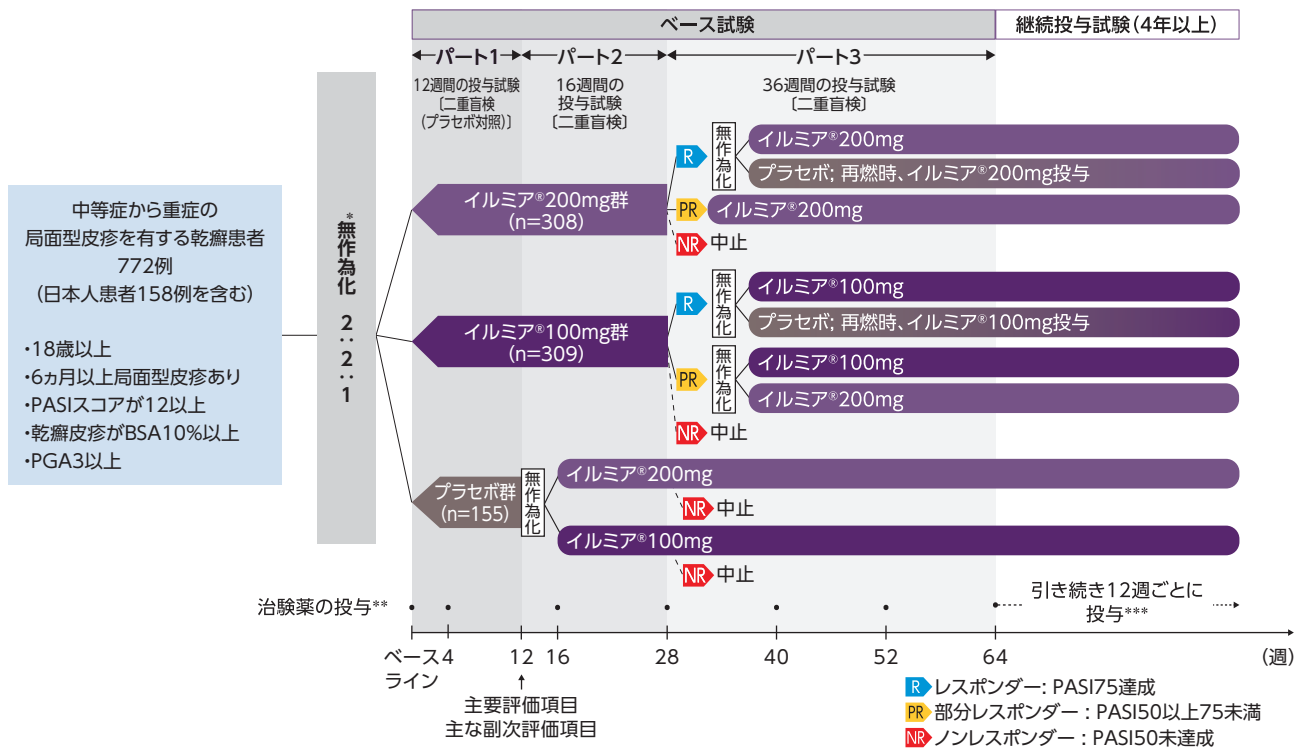 ベース試験
継続投与試験（4年以上）
パート1
パート2
パート3
12週間の投与試験
〔二重盲検
（プラセボ対照）〕
16週間の
投与試験
〔二重盲検〕
36週間の投与試験
〔二重盲検〕
中等症から重症の
局面型皮疹を有する乾癬患者
772例
（日本人患者158例を含む）
・18歳以上
・6ヵ月以上局面型皮疹あり
・PASIスコアが12以上
・乾癬皮疹がBSA10%以上
・PGA3以上
*無作為化 2：2：1
イルミア®200mg群
（n=308）
R
無作為化
イルミア®200mg
プラセボ; 再燃時、イルミア®200mg投与
PR
イルミア®200mg
NR 中止
イルミア®100mg群
（n=309）
R
無作為化
イルミア®100mg
プラセボ; 再燃時、イルミア®100mg投与
PR
無作為化
イルミア®100mg
イルミア®200mg
NR 中止
プラセボ群
（n=155）
無作為化
イルミア®200mg
NR 中止
イルミア®100mg
NR 中止
治験薬の投与**
引き続き12週ごとに
投与***
ベース
ライン
4
12
16
28
40
52
64
（週）
主要評価項目
主な副次評価項目
R レスポンダー: PASI75達成
PR 部分レスポンダー : PASI50以上75未満
NR ノンレスポンダー : PASI50未達成